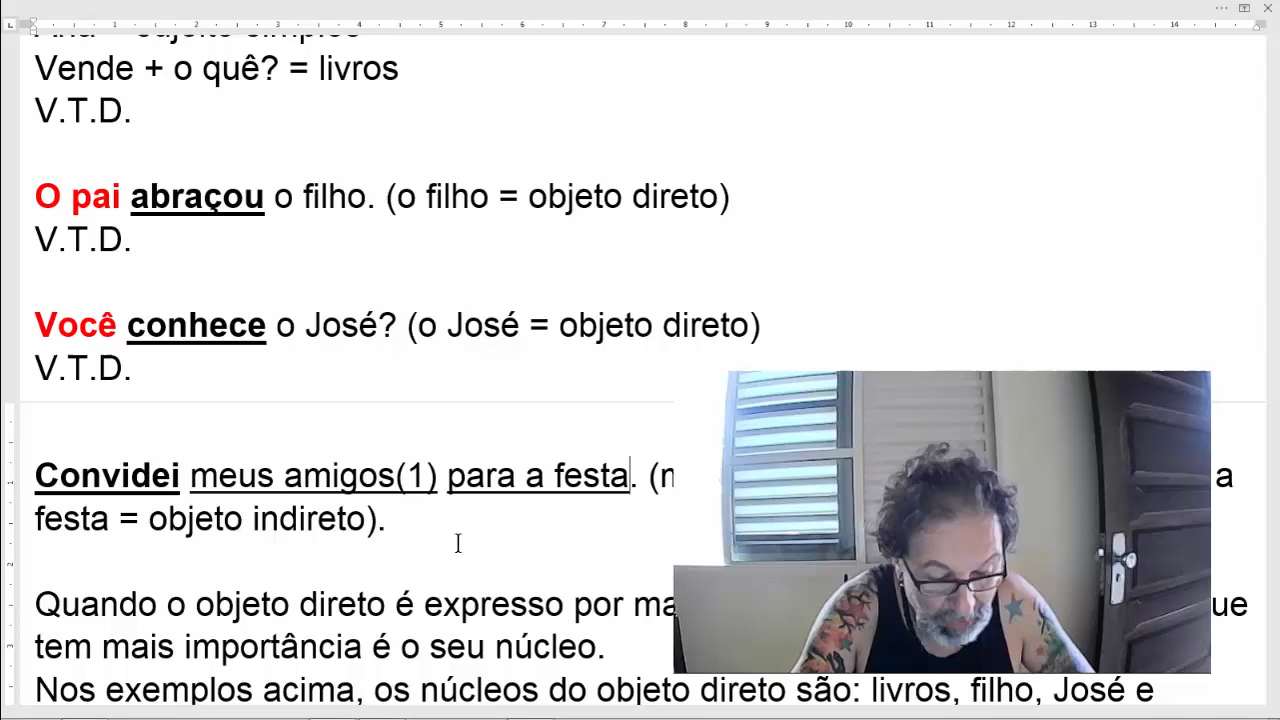 Vende + o quê? = livros
V.T.D.
O pai abraçou o filho. (o filho = objeto direto)
V.T.D.
Você conhece o José? (o José = objeto direto)
V.T.D.
Convidei meus amigos(1) para a festa. ( a
festa = objeto indireto).
Quando o objeto direto é expresso por
tem mais importância é o seu núcleo.
Nos exemplos acima, os núcleos do objeto direto são: livros, filho, José e